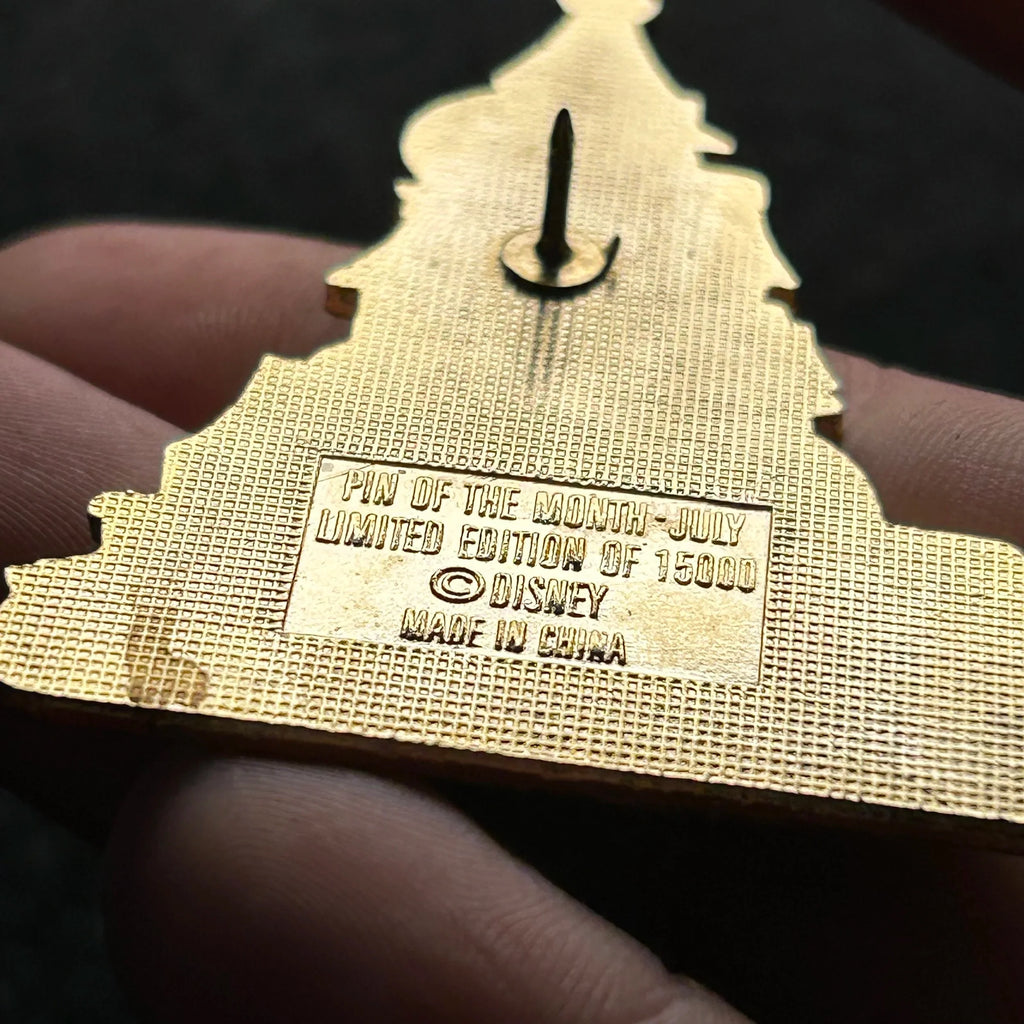 PIN OF THE MONTH - JULY
LIMITED EDITION OF 15000
© DISNEY
MADE IN CHINA